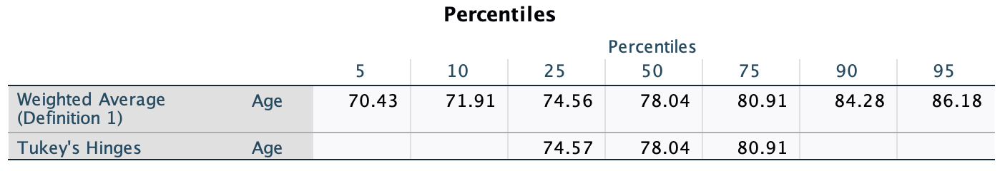 Percentiles
Percentiles
5 10 25 50 75 90 95
Weighted Average (Definition 1) Age 70.43 71.91 74.56 78.04 80.91 84.28 86.18
Tukey's Hinges Age 74.57 78.04 80.91